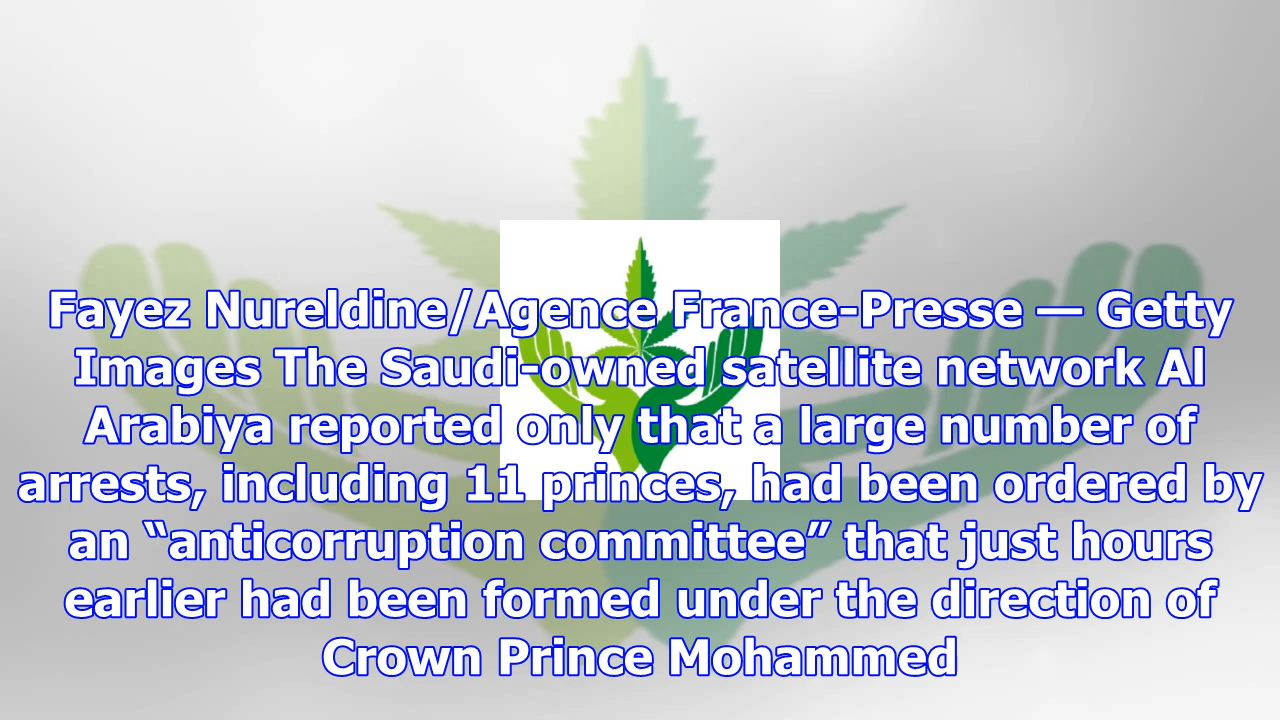 Fayez Nureldine/Agence France-Presse — Getty
Images The Saudi-owned satellite network Al
Arabiya reported only that a large number of
arrests, including 11 princes, had been ordered by
an “anticorruption committee” that just hours
earlier had been formed under the direction of
Crown Prince Mohammed